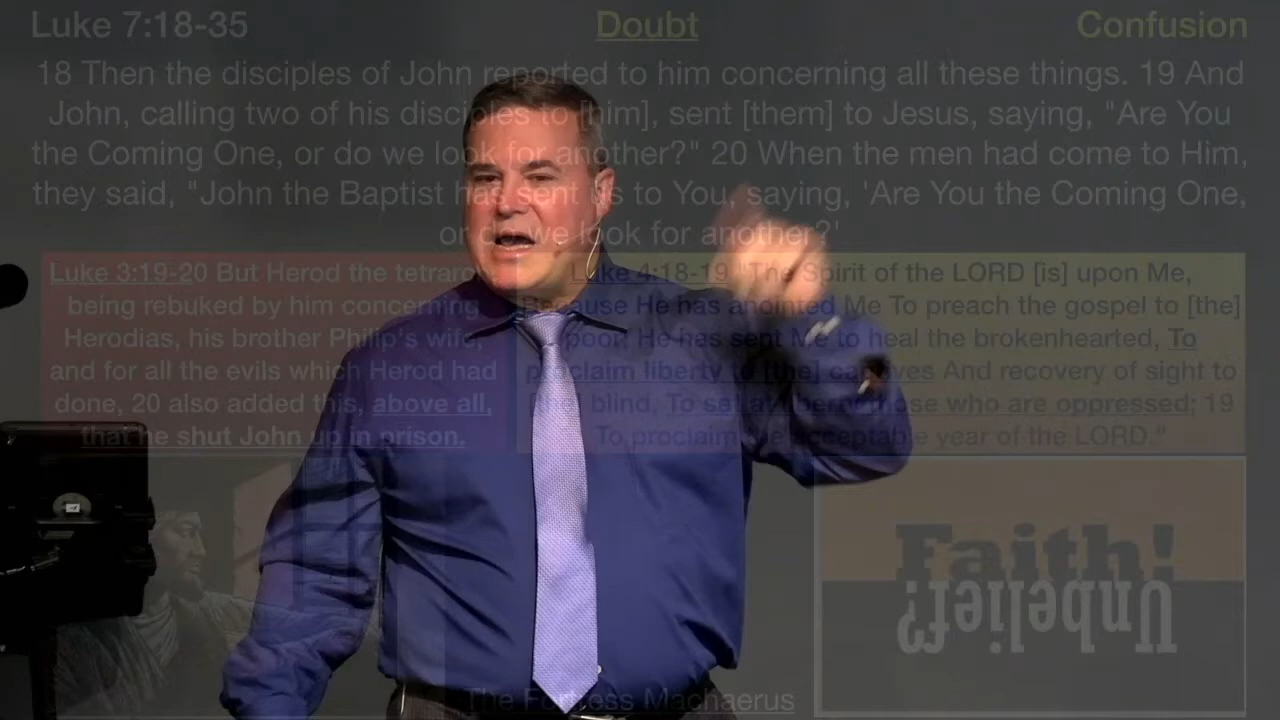 Luke 7:18-35 Doubt Confusion
18 Then the disciples of John reported to him concerning all these things. 19 And
John, calling two of his disciples to him], sent [them] to Jesus, saying, "Are You
the Coming One, or do we look for another?" 20 When the men had come to Him,
they said, "John the Baptist has sent us to You, saying, 'Are You the Coming One,
or do we look for another?'
Luke 3:19-20 But Herod the tetrarch,
being rebuked by him concerning
Herodias, his brother Philip's wife,
and for all the evils which Herod had
done, 20 also added this, above all,
that he shut John up in prison.
Luke 4:18-19 "The Spirit of the LORD [is] upon Me,
Because He has anointed Me To preach the gospel to [the]
poor; He has sent Me to heal the brokenhearted, To
proclaim liberty to [the] captives And recovery of sight to
blind, To set at liberty those who are oppressed; 19
To proclaim the acceptable year of the LORD."
Faith!
Unbelief?
The Fortress Machaerus